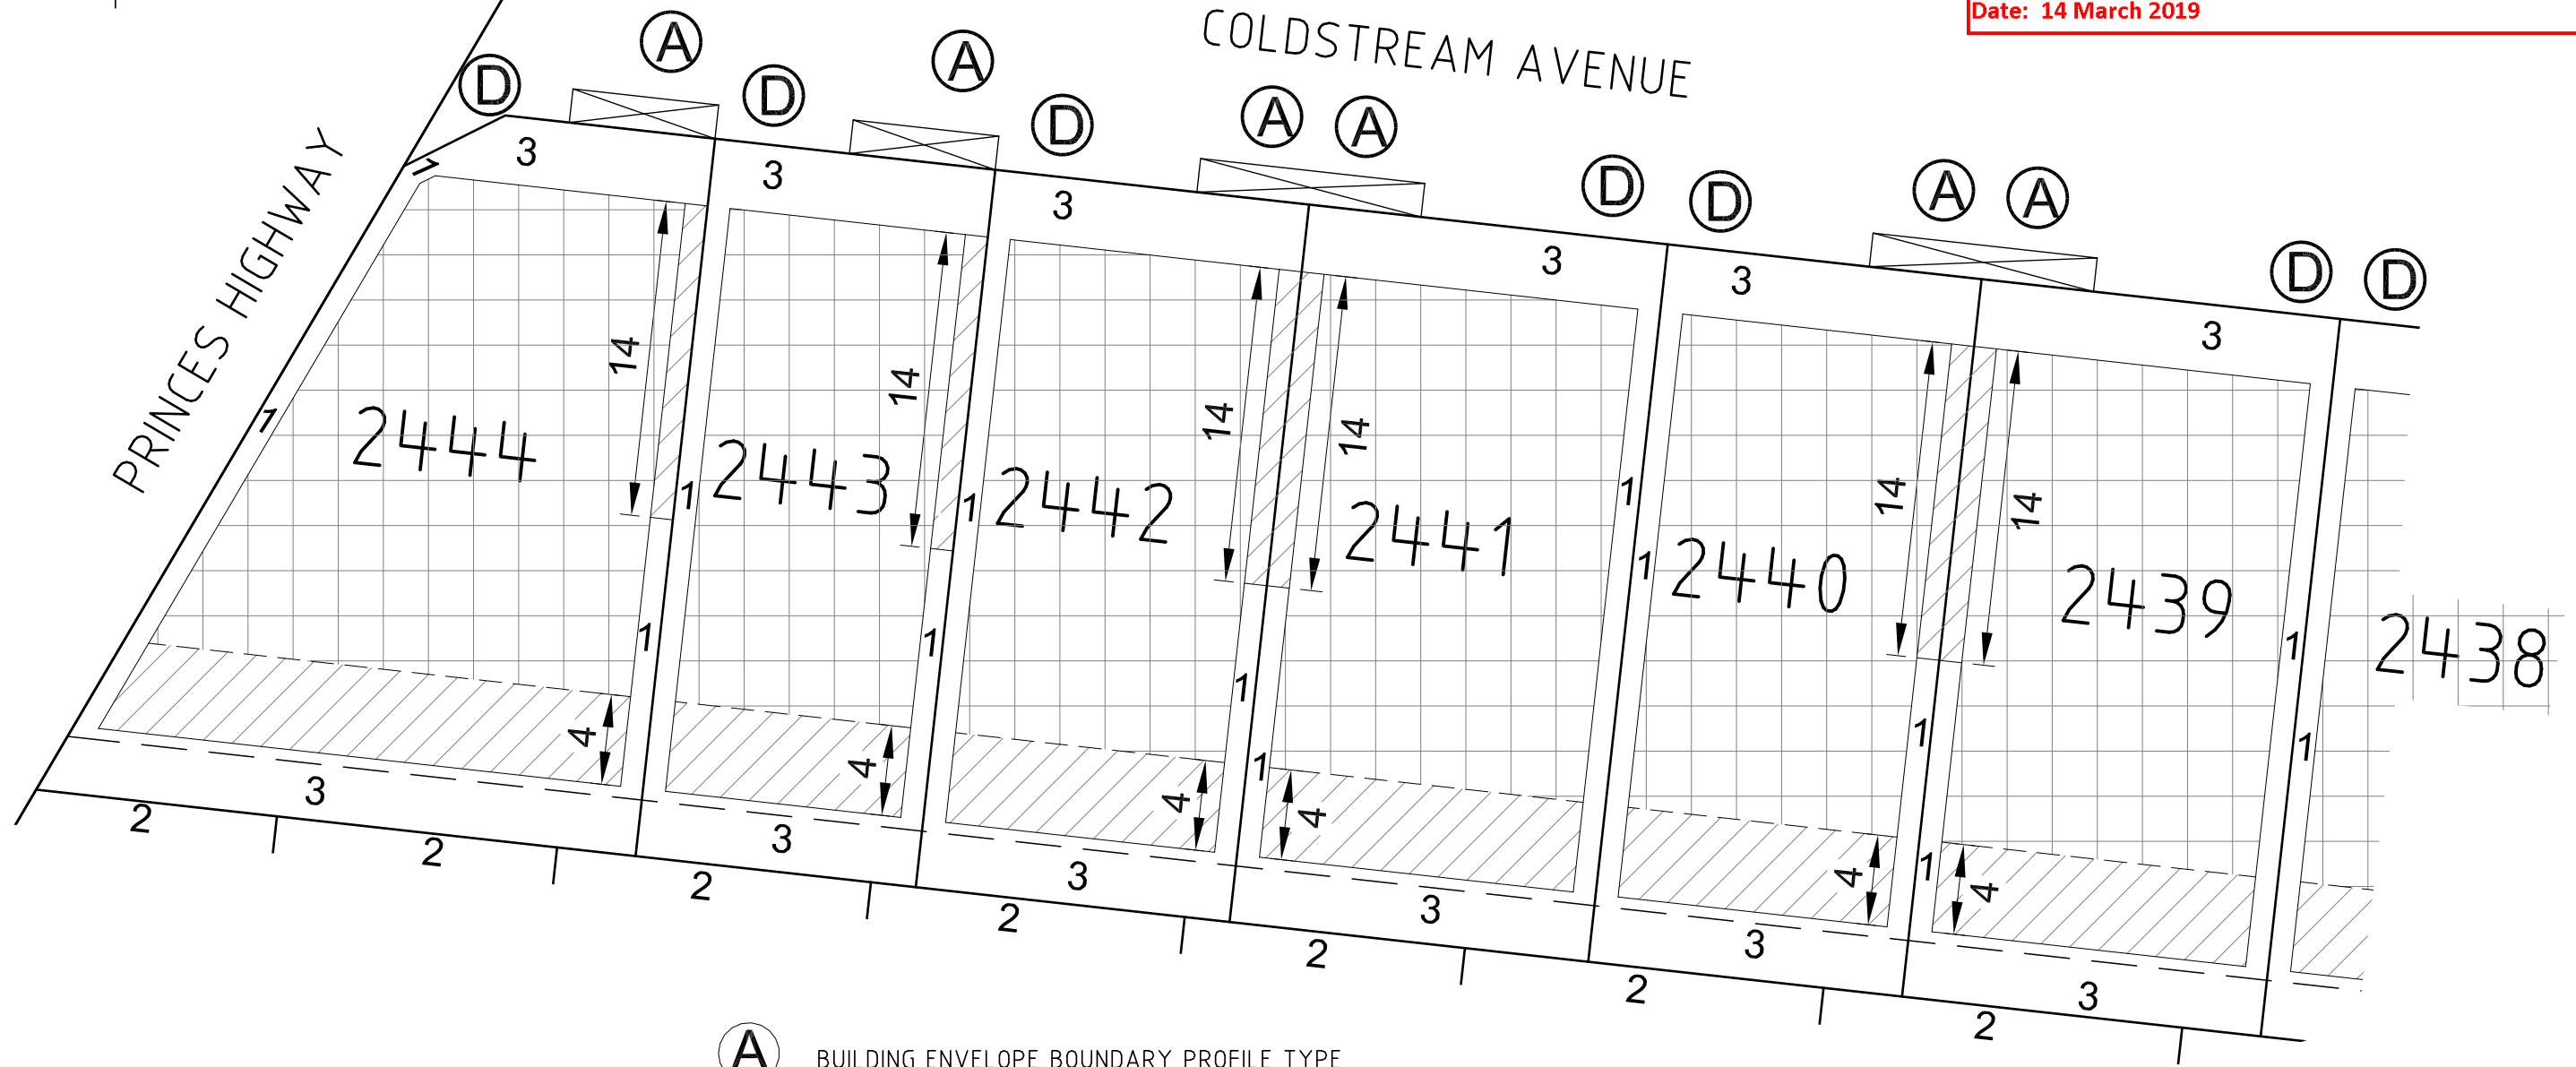 Date: 14 March 2019
COLDSTREAM AVENUE
PRINCES HIGHWAY
D A D A D A A D D A A D D
3 3 3 3 3 3
1
14 14 14 14 14 14
1
2444 2443 2442 2441 2440 2439 2438
1 1 1 1 1 1
1 1 1 1 1 1
4 4 4 4 4 4
3 3 3 3 3 3
2 2 2 2 2 2 2
A BUILDING ENVELOPE BOUNDARY PROFILE TYPE